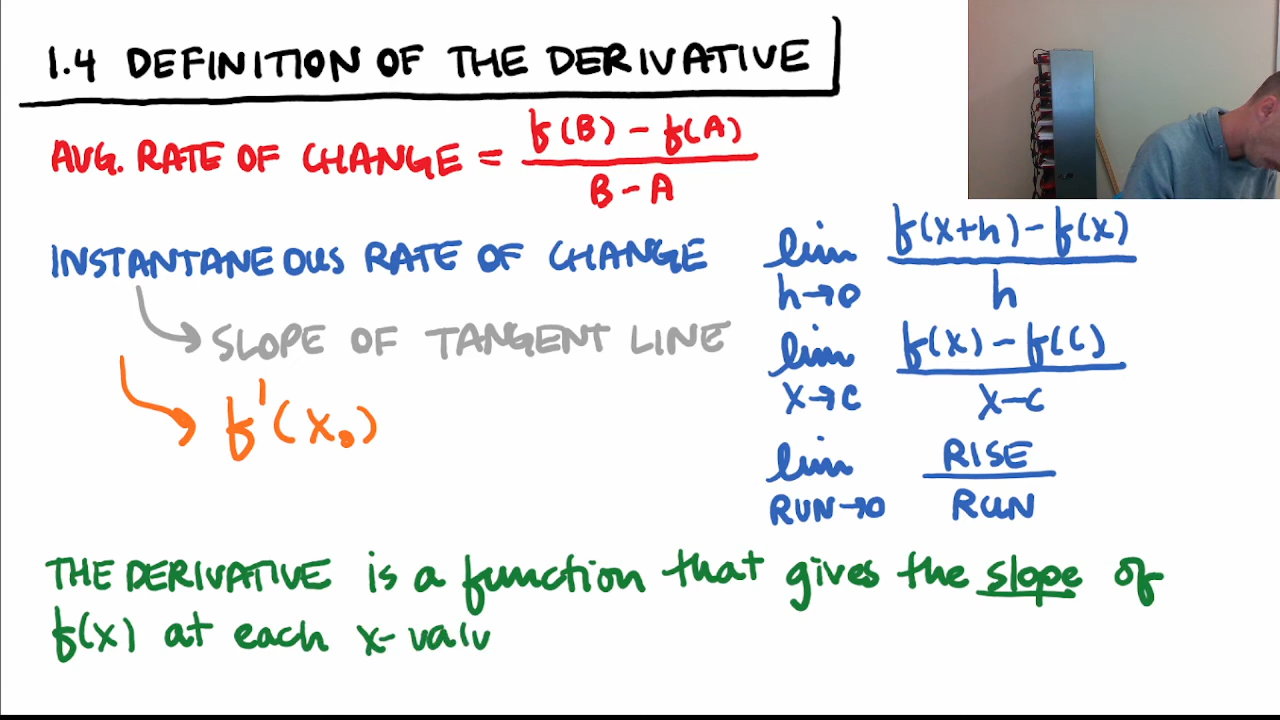 1.4 DEFINITION OF THE DERIVATIVE
AVG. RATE OF CHANGE = f(B) - f(A)
B - A
INSTANTANEOUS RATE OF CHANGE
SLOPE OF TANGENT LINE
f'(x₀)
lim f(x+h) - f(x)
h→0 h
lim f(x) - f(c)
x→c x-c
lim RISE
RUN→0 RUN
THE DERIVATIVE is a function that gives the slope of
f(x) at each x-valu